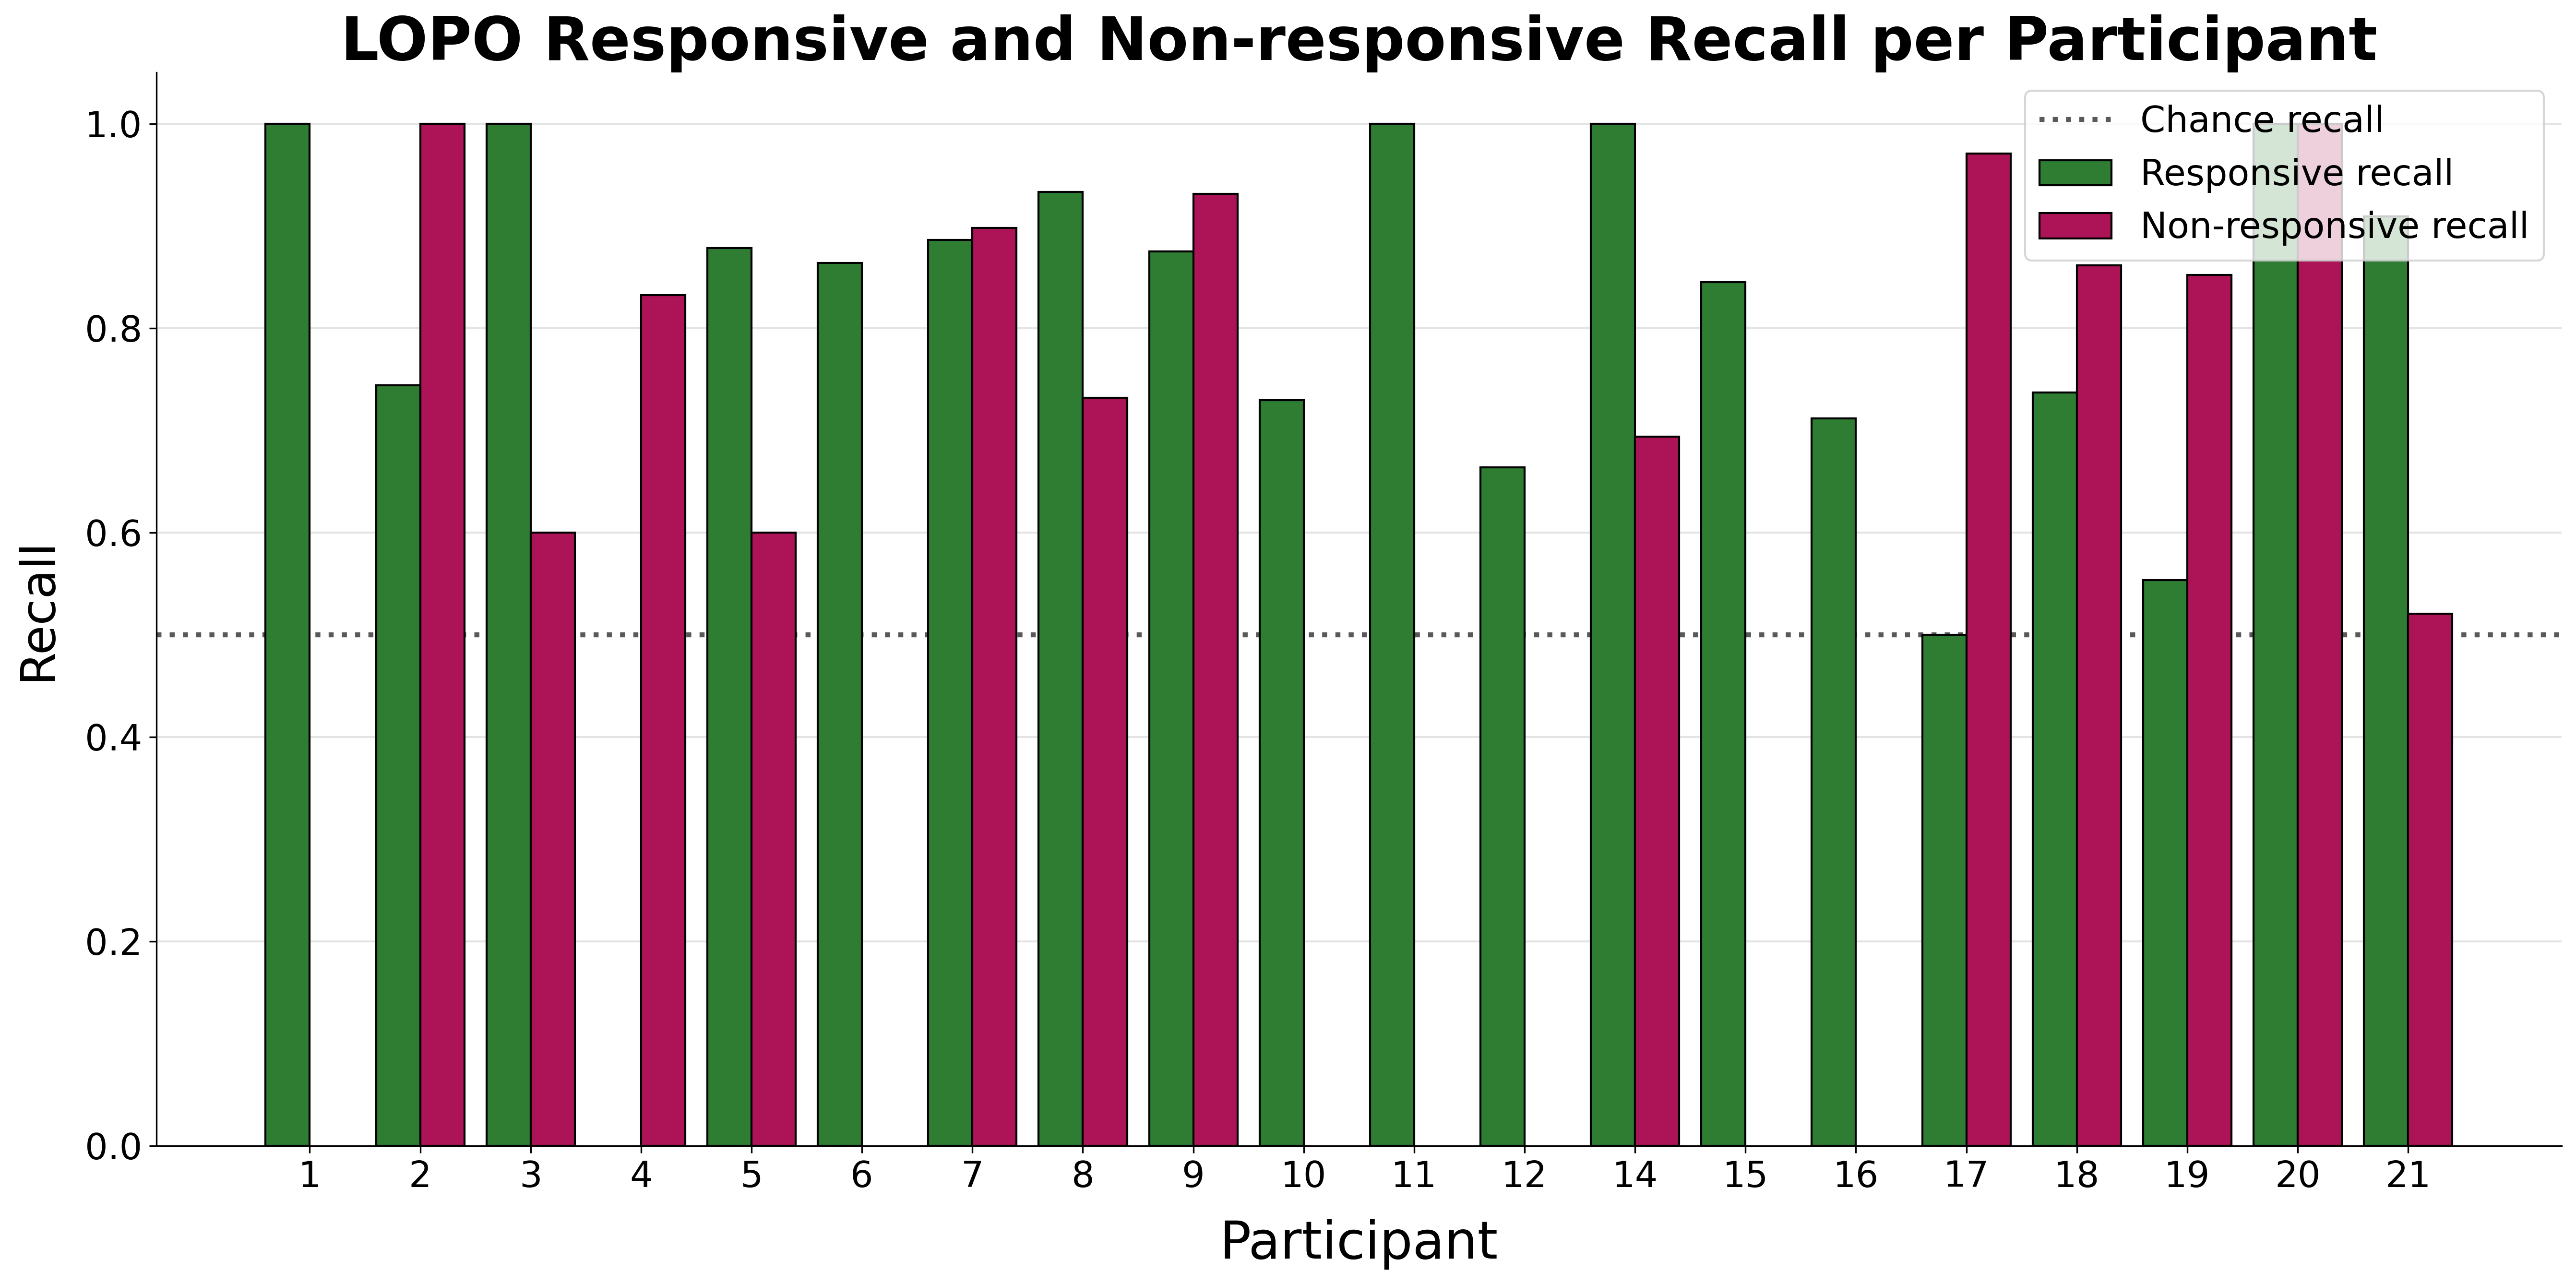 LOPO Responsive and Non-responsive Recall per Participant
Chance recall
Responsive recall
Non-responsive recall
1.0
0.8
0.6
0.4
0.2
0.0
Recall
1 2 3 4 5 6 7 8 9 10 11 12 14 15 16 17 18 19 20 21
Participant